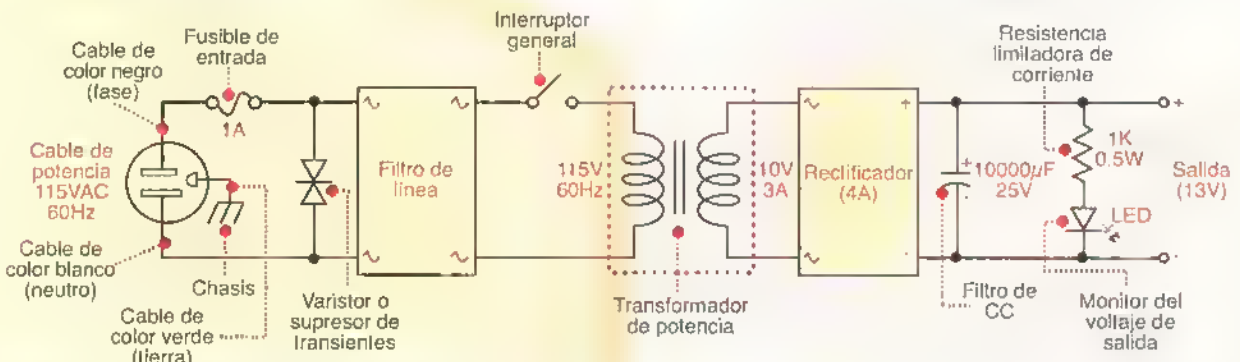 Cable de
color negro
(fase)
Fusible de
entrada
1A
Cable de
potencia
115VAC
60Hz
Cable de
color blanco
(neutro)
Chasis
Cable de
color verde
(tierra)
Varistor o
supresor de
transientes
Filtro de
línea
Interruptor
general
115V
60Hz
10V
3A
Transformador
de potencia
Rectificador
(4A)
+
+
10000µF
25V
Filtro de
CC
Resistencia
limitadora de
corriente
1K
0.5W
LED
Monitor del
voltaje de
salida
+
Salida
(13V)
-